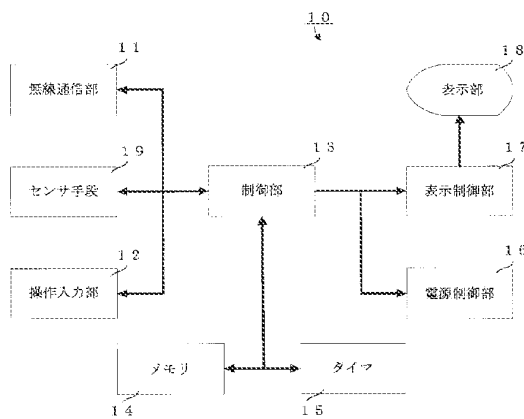 10
11
無線通信部
18
表示部
19
センサ手段
13
制御部
17
表示制御部
12
操作入力部
16
電源制御部
メモリ
14
タイマ
15